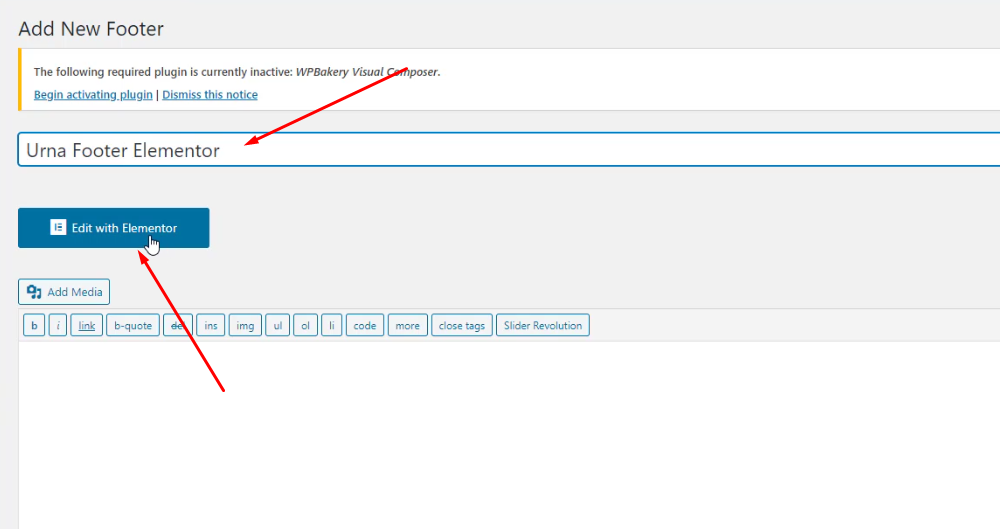 Add New Footer
The following required plugin is currently inactive: WPBakery Visual Composer.
Begin activating plugin | Dismiss this notice
Urna Footer Elementor
Edit with Elementor
Add Media
b i link b-quote del ins img ul ol li code more close tags Slider Revolution